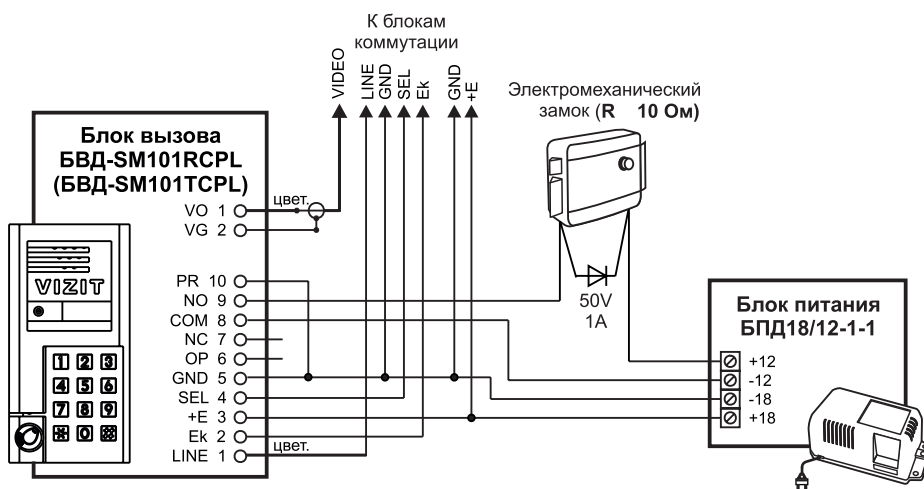 К блокам
коммутации
VIDEO
LINE
GND
SEL
Ek
GND
+E
Электромеханический
замок (R 10 Ом)
Блок вызова
БВД-SM101RCPL
(БВД-SM101TCPL)
цвет.
VO 1
VG 2
PR 10
NO 9
COM 8
NC 7
OP 6
GND 5
SEL 4
+E 3
Ek 2
LINE 1
цвет.
VIZIT
1 2 3
4 5 6
7 8 9
0
50V
1A
Блок питания
БПД18/12-1-1
+12
-12
-18
+18